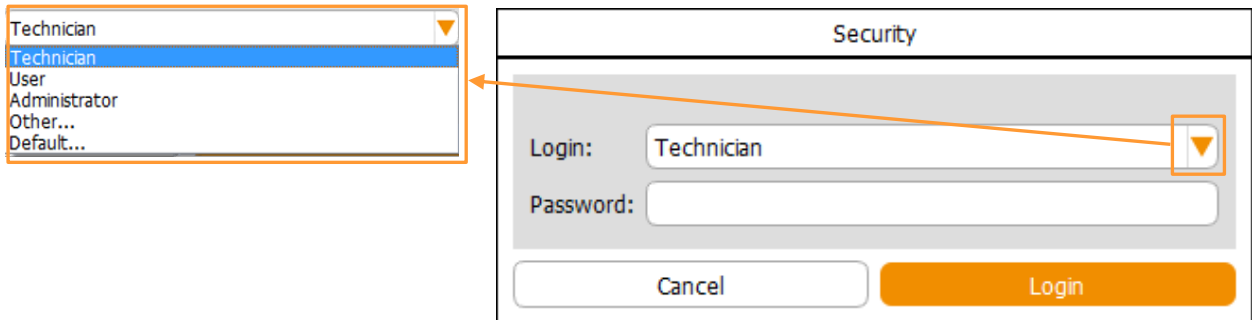 Technician
Technician
User
Administrator
Other...
Default...
Security
Login: Technician
Password:
Cancel Login